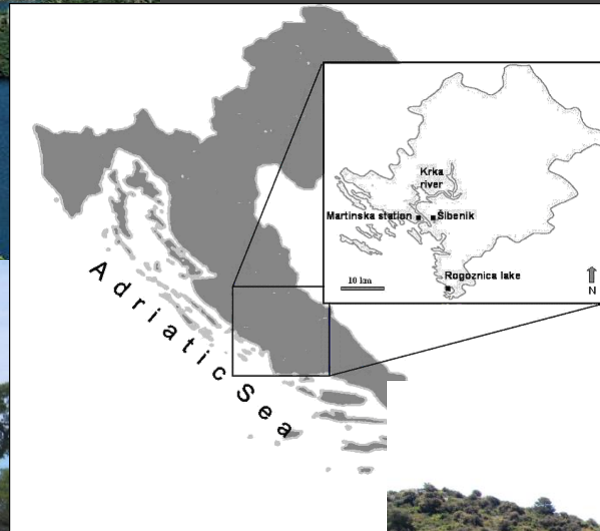 Krka
river
Martinska station
Šibenik
Rogoznica lake
10 km
N
Adriatic Sea